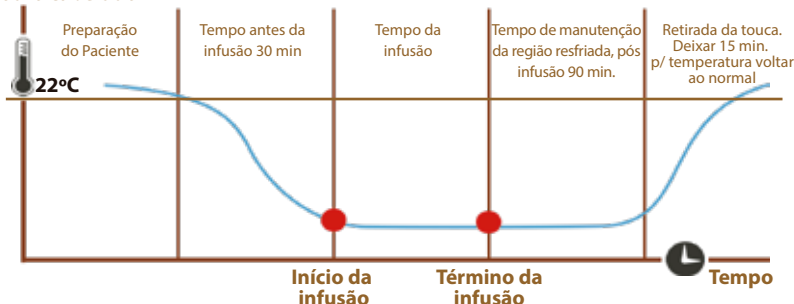 Preparação
do Paciente
Tempo antes da
infusão 30 min
Tempo da
infusão
Tempo de manutenção
da região resfriada, pós
infusão 90 min.
Retirada da touca.
Deixar 15 min.
p/ temperatura voltar
ao normal
22ºC
Início da
infusão
Término da
infusão
Tempo